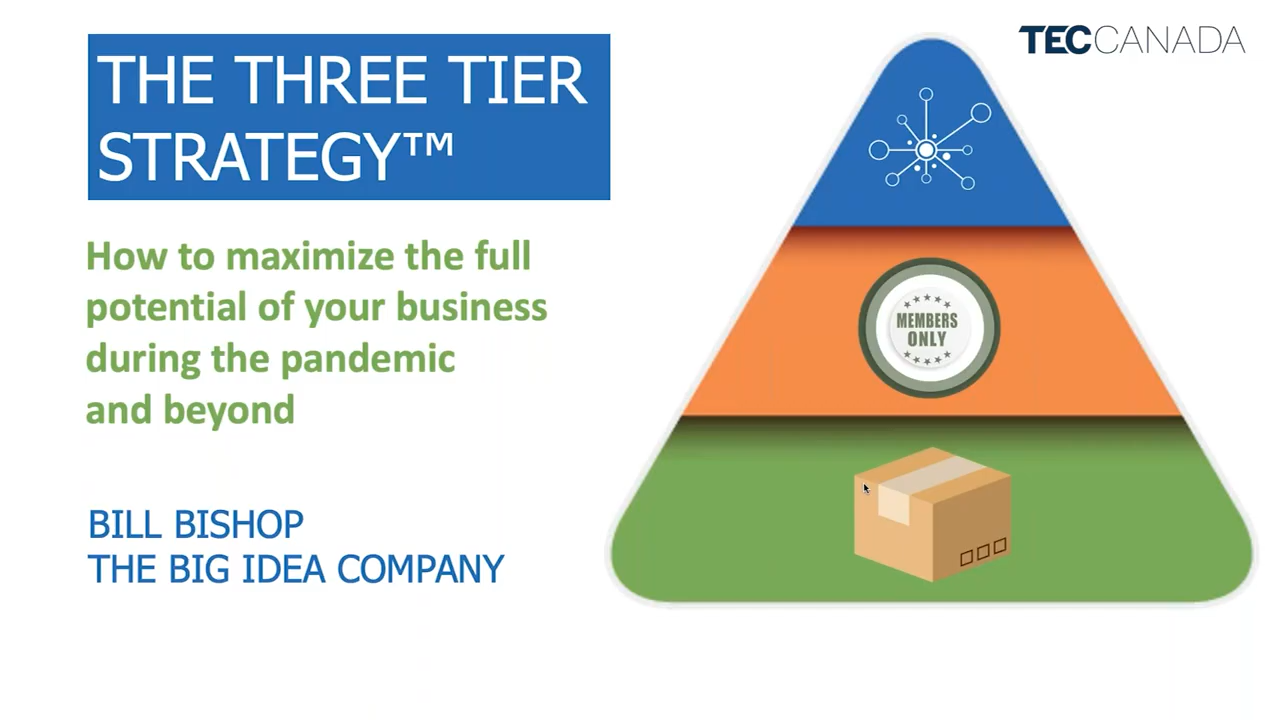 TECCANADA
THE THREE TIER
STRATEGY™
How to maximize the full
potential of your business
during the pandemic
and beyond
BILL BISHOP
THE BIG IDEA COMPANY
MEMBERS
ONLY